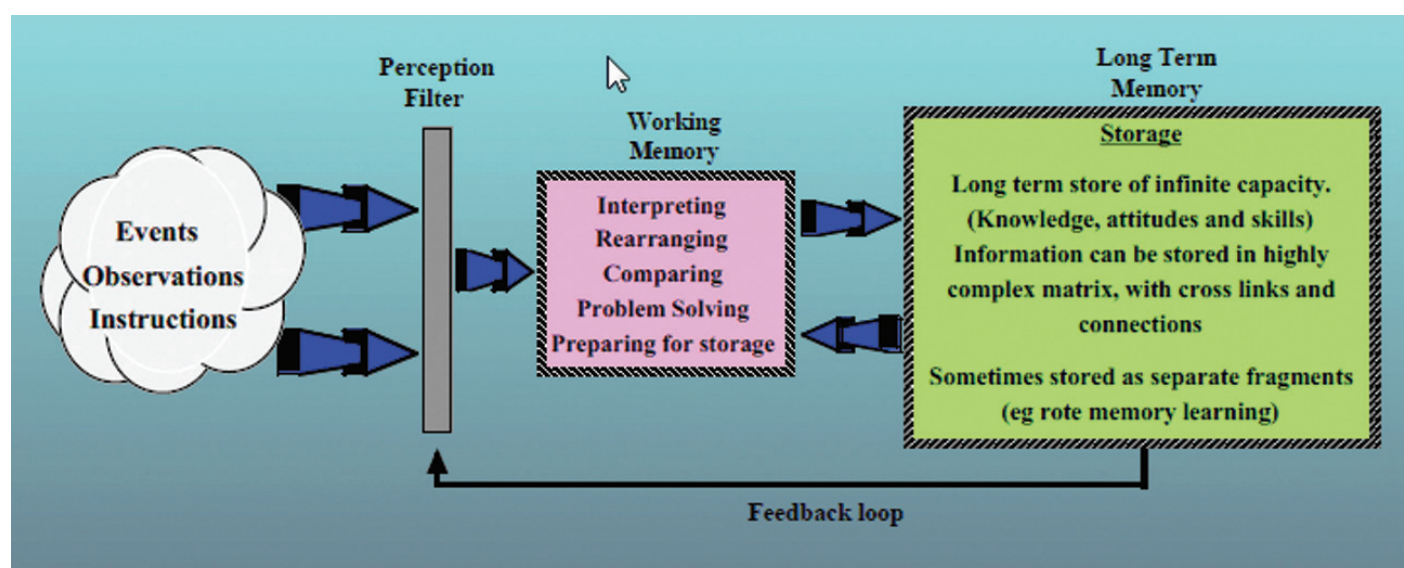 Perception
Filter
Long Term
Memory
Working
Memory
Events
Observations
Instructions
Interpreting
Rearranging
Comparing
Problem Solving
Preparing for storage
Storage
Long term store of infinite capacity.
(Knowledge, attitudes and skills)
Information can be stored in highly
complex matrix, with cross links and
connections
Sometimes stored as separate fragments
(eg rote memory learning)
Feedback loop